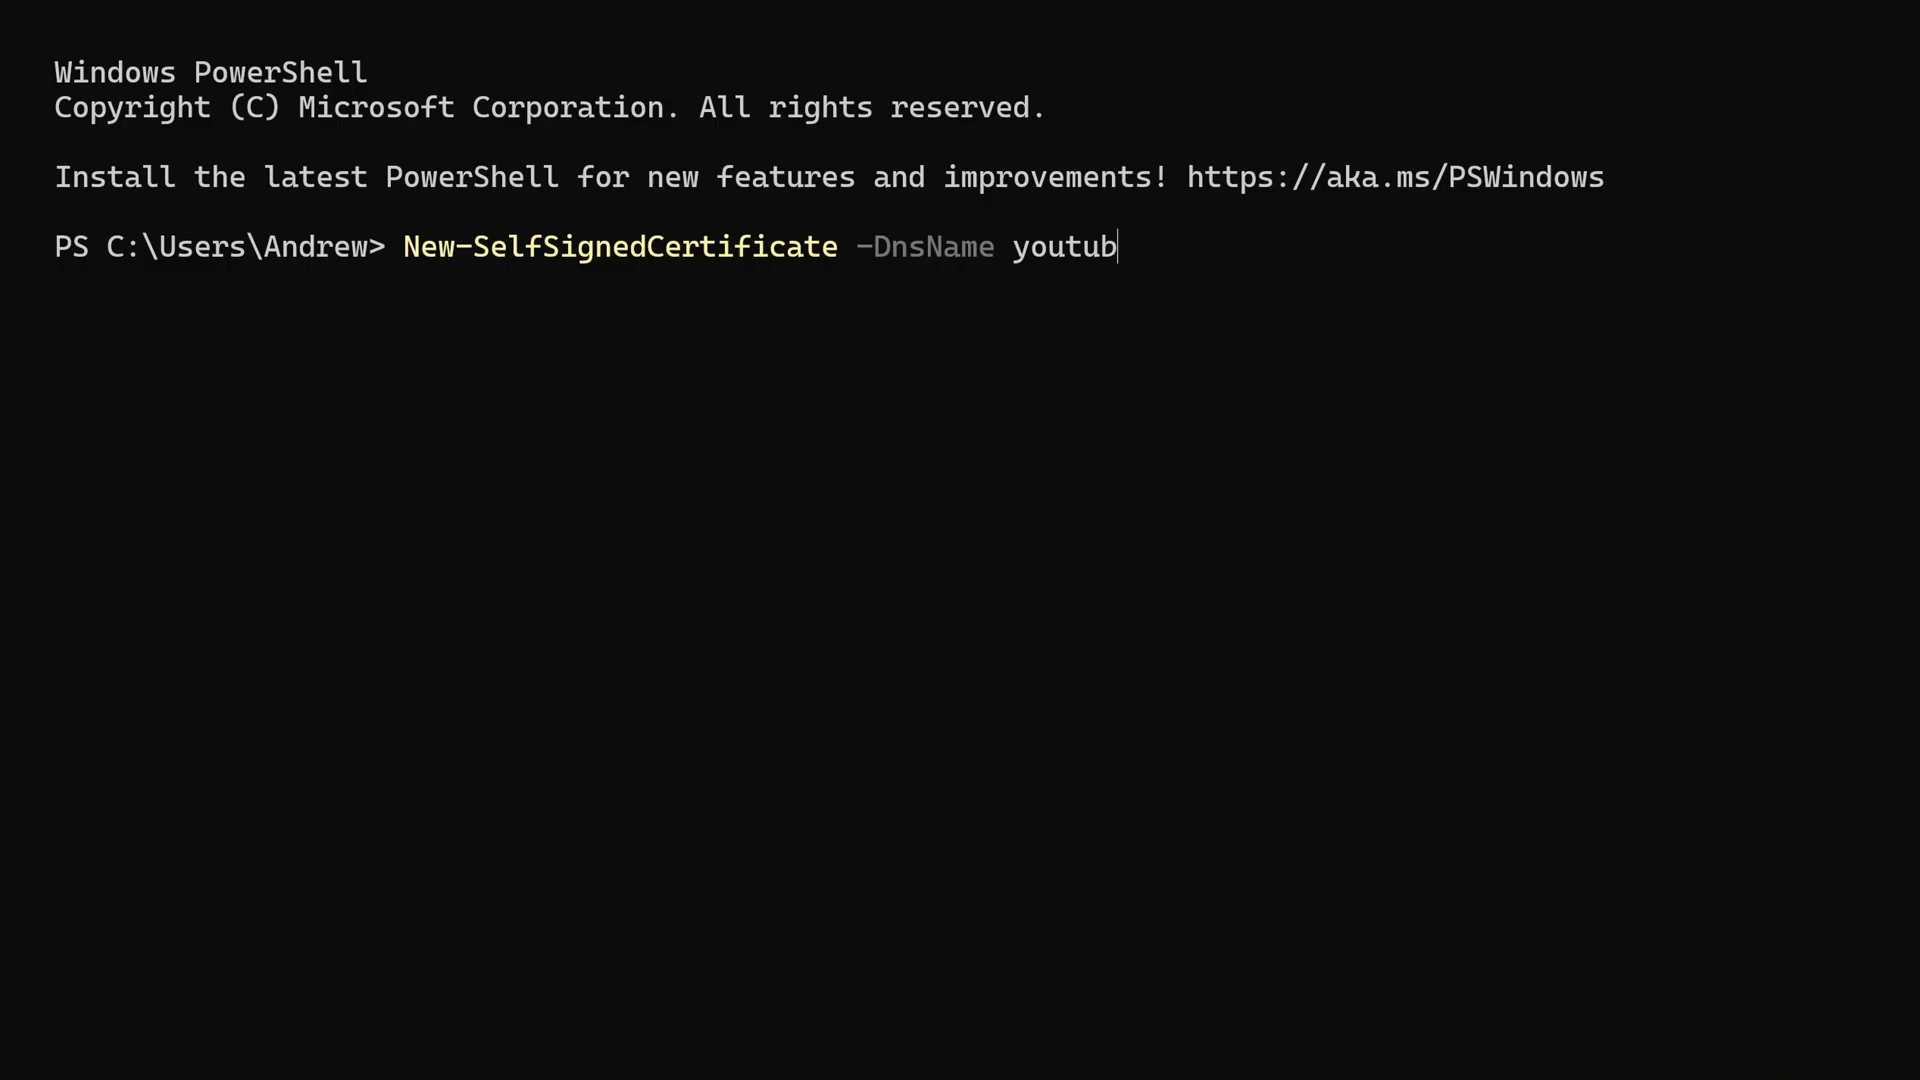 Windows PowerShell
Copyright (C) Microsoft Corporation. All rights reserved.
Install the latest PowerShell for new features and improvements! https://aka.ms/PSWindows
PS C:\Users\Andrew> New-SelfSignedCertificate -DnsName youtub